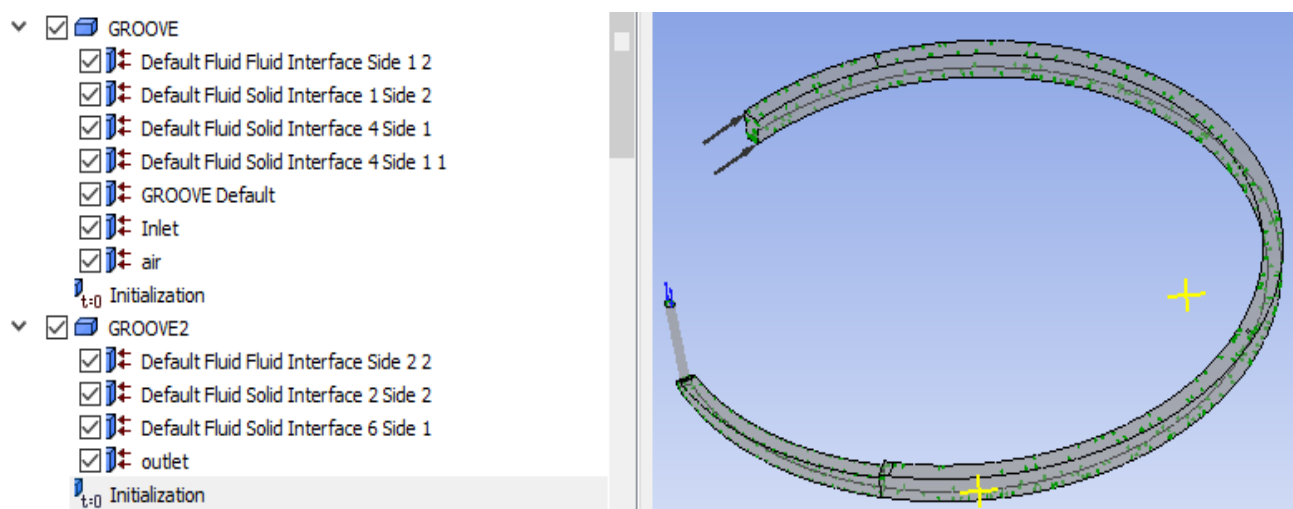 GROOVE
Default Fluid Fluid Interface Side 1 2
Default Fluid Solid Interface 1 Side 2
Default Fluid Solid Interface 4 Side 1
Default Fluid Solid Interface 4 Side 1 1
GROOVE Default
Inlet
air
t=0 Initialization
GROOVE2
Default Fluid Fluid Interface Side 2 2
Default Fluid Solid Interface 2 Side 2
Default Fluid Solid Interface 6 Side 1
outlet
t=0 Initialization